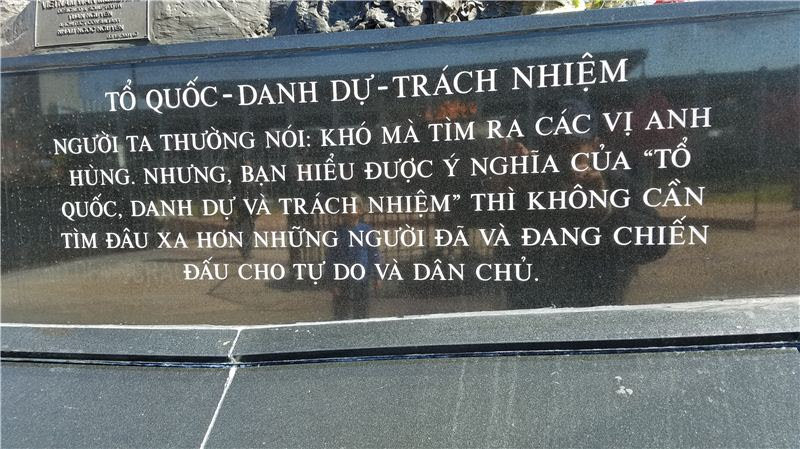 TỔ QUỐC - DANH DỰ - TRÁCH NHIỆM
NGƯỜI TA THƯỜNG NÓI: KHÓ MÀ TÌM RA CÁC VỊ ANH
HÙNG. NHƯNG, BẠN HIỂU ĐƯỢC Ý NGHĨA CỦA “TỔ
QUỐC, DANH DỰ VÀ TRÁCH NHIỆM” THÌ KHÔNG CẦN
TÌM ĐÂU XA HƠN NHỮNG NGƯỜI ĐÃ VÀ ĐANG CHIẾN
ĐẤU CHO TỰ DO VÀ DÂN CHỦ.